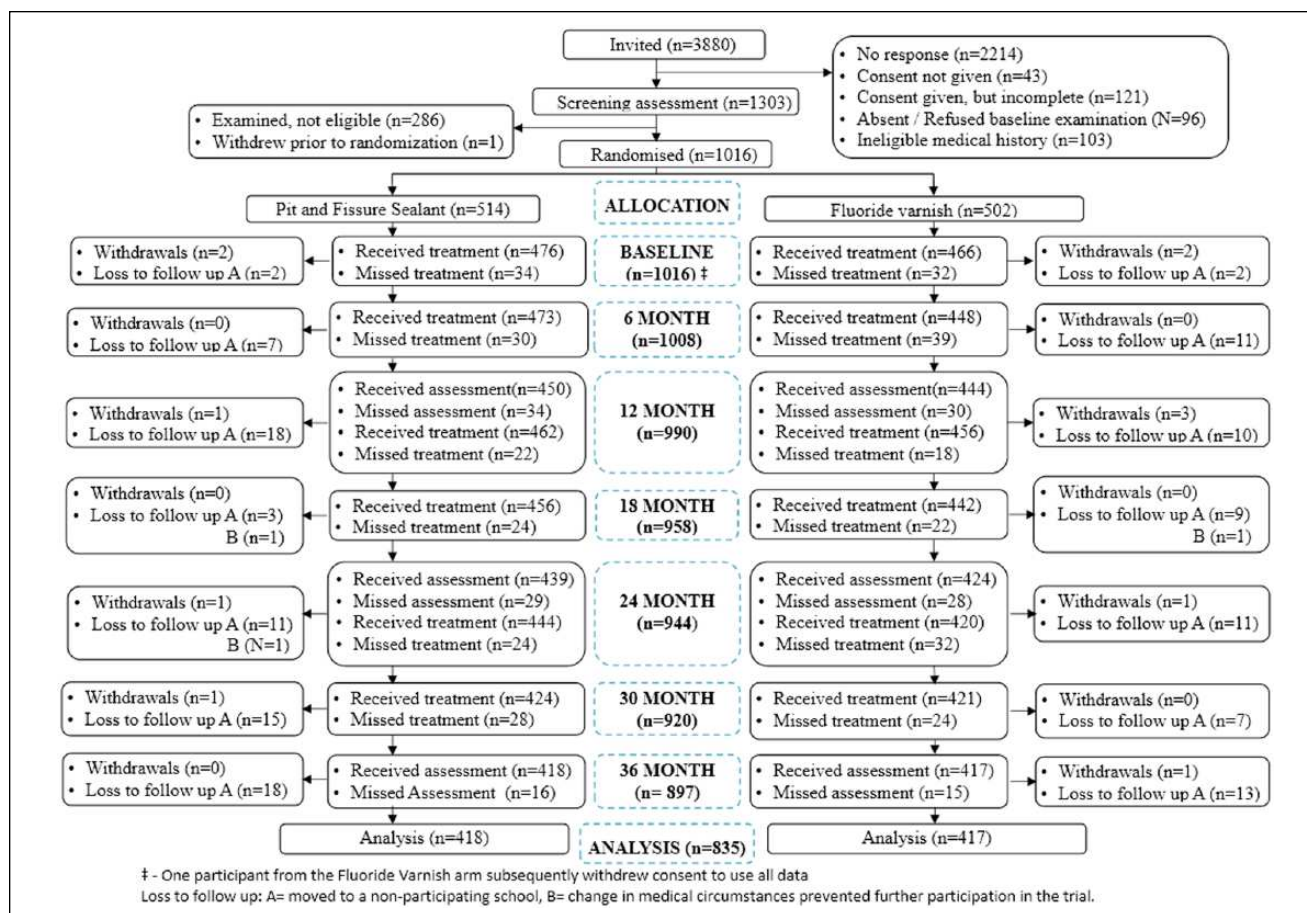 Invited (n=3880)
• No response (n=2214)
• Consent not given (n=43)
• Consent given, but incomplete (n=121)
• Absent / Refused baseline examination (N=96)
• Ineligible medical history (n=103)
Screening assessment (n=1303)
• Examined, not eligible (n=286)
• Withdrew prior to randomization (n=1)
Randomised (n=1016)
Pit and Fissure Sealant (n=514)
ALLOCATION
Fluoride varnish (n=502)
• Withdrawals (n=2)
• Loss to follow up A (n=2)
• Received treatment (n=476)
• Missed treatment (n=34)
BASELINE
(n=1016) ‡
• Received treatment (n=466)
• Missed treatment (n=32)
• Withdrawals (n=2)
• Loss to follow up A (n=2)
• Withdrawals (n=0)
• Loss to follow up A (n=7)
• Received treatment (n=473)
• Missed treatment (n=30)
6 MONTH
(n=1008)
• Received treatment (n=448)
• Missed treatment (n=39)
• Withdrawals (n=0)
• Loss to follow up A (n=11)
• Withdrawals (n=1)
• Loss to follow up A (n=18)
• Received assessment(n=450)
• Missed assessment (n=34)
• Received treatment (n=462)
• Missed treatment (n=22)
12 MONTH
(n=990)
• Received assessment(n=444)
• Missed assessment (n=30)
• Received treatment (n=456)
• Missed treatment (n=18)
• Withdrawals (n=3)
• Loss to follow up A (n=10)
• Withdrawals (n=0)
• Loss to follow up A (n=3)
B (n=1)
• Received treatment (n=456)
• Missed treatment (n=24)
18 MONTH
(n=958)
• Received treatment (n=442)
• Missed treatment (n=22)
• Withdrawals (n=0)
• Loss to follow up A (n=9)
B (n=1)
• Withdrawals (n=1)
• Loss to follow up A (n=11)
B (N=1)
• Received assessment (n=439)
• Missed assessment (n=29)
• Received treatment (n=444)
• Missed treatment (n=24)
24 MONTH
(n=944)
• Received assessment (n=424)
• Missed assessment (n=28)
• Received treatment (n=420)
• Missed treatment (n=32)
• Withdrawals (n=1)
• Loss to follow up A (n=11)
• Withdrawals (n=1)
• Loss to follow up A (n=15)
• Received treatment (n=424)
• Missed treatment (n=28)
30 MONTH
(n=920)
• Received treatment (n=421)
• Missed treatment (n=24)
• Withdrawals (n=0)
• Loss to follow up A (n=7)
• Withdrawals (n=0)
• Loss to follow up A (n=18)
• Received assessment (n=418)
• Missed Assessment (n=16)
36 MONTH
(n= 897)
• Received assessment (n=417)
• Missed assessment (n=15)
• Withdrawals (n=1)
• Loss to follow up A (n=13)
Analysis (n=418)
ANALYSIS (n=835)
Analysis (n=417)
‡ - One participant from the Fluoride Varnish arm subsequently withdrew consent to use all data
Loss to follow up: A= moved to a non-participating school, B= change in medical circumstances prevented further participation in the trial.